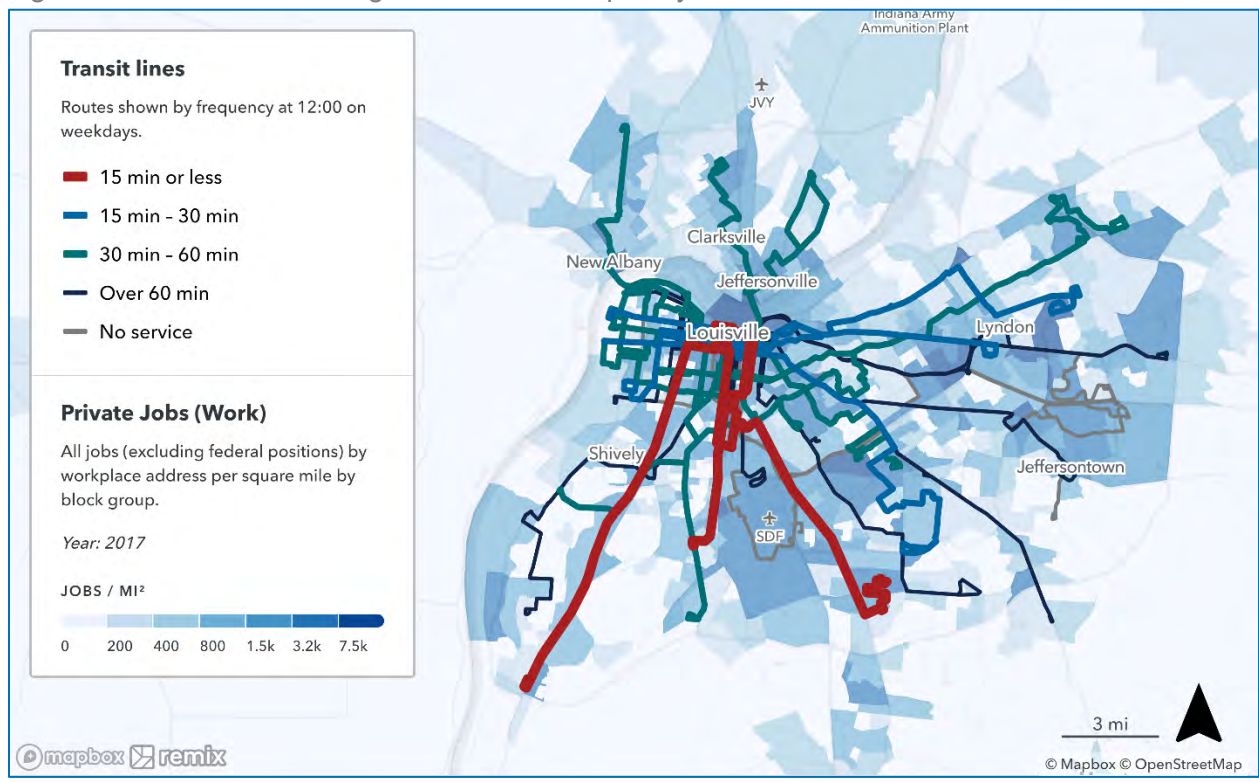 Transit lines
Routes shown by frequency at 12:00 on
weekdays.
15 min or less
15 min – 30 min
30 min – 60 min
Over 60 min
No service
Private Jobs (Work)
All jobs (excluding federal positions) by
workplace address per square mile by
block group.
Year: 2017
JOBS / MI²
0 200 400 800 1.5k 3.2k 7.5k
Indiana Army
Ammunition Plant
JVY
Clarksville
New Albany
Jeffersonville
Louisville
Lyndon
Shively
Jeffersontown
SDF
3 mi
mapbox remix
© Mapbox © OpenStreetMap